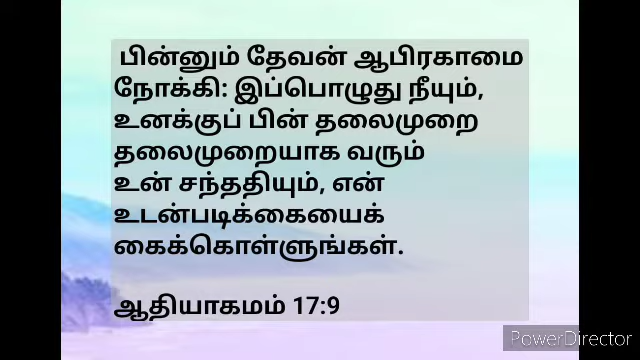 பின்னும் தேவன் ஆபிரகாமை
நோக்கி: இப்பொழுது நீயும்,
உனக்குப் பின் தலைமுறை
தலைமுறையாக வரும்
உன் சந்ததியும், என்
உடன்படிக்கையைக்
கைக்கொள்ளுங்கள்.
ஆதியாகமம் 17:9
PowerDirector